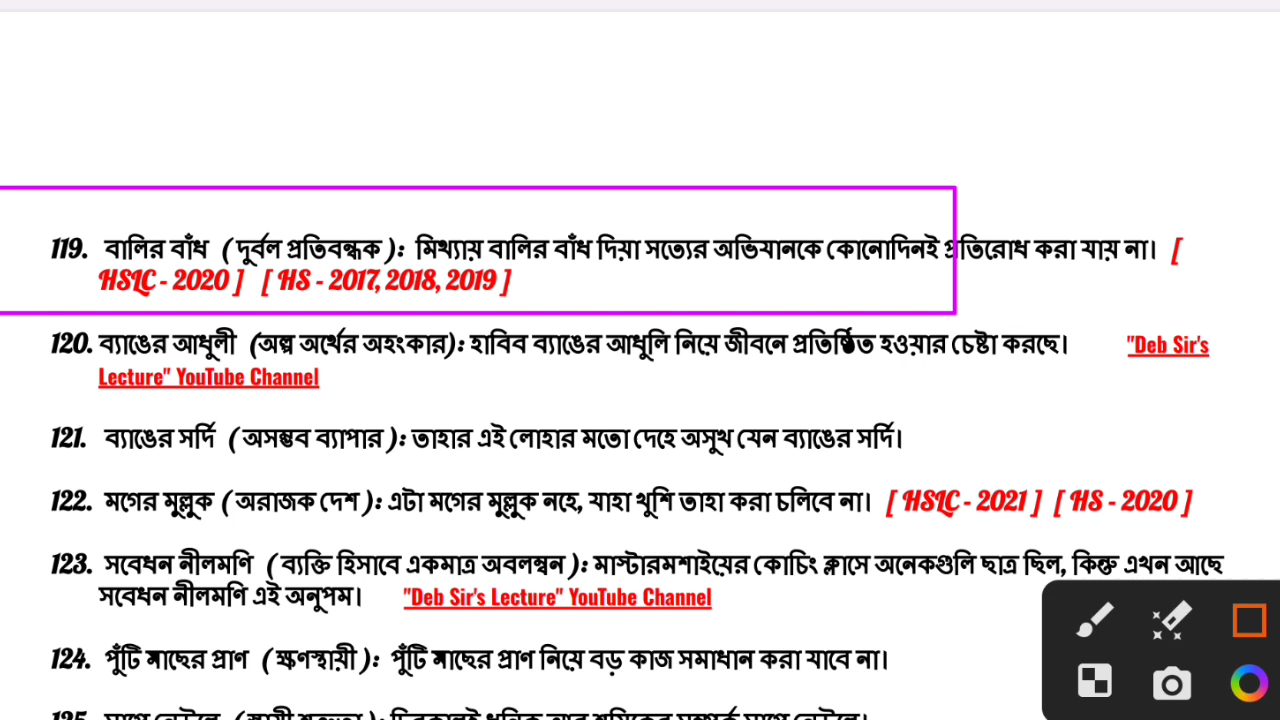 119. বালির বাঁধ ( দুর্বল প্রতিবন্ধক ): মিথ্যায় বালির বাঁধ দিয়া সত্যের অভিযানকে কোনোদিনই প্রতিরোধ করা যায় না। [
HSLC - 2020 ] [ HS - 2017, 2018, 2019 ]
120. ব্যাঙের আধুলী (অল্প অর্থের অহংকার): হাবিব ব্যাঙের আধুলি নিয়ে জীবনে প্রতিষ্ঠিত হওয়ার চেষ্টা করছে। "Deb Sir's
Lecture" YouTube Channel
121. ব্যাঙের সর্দি ( অসম্ভব ব্যাপার ): তাহার এই লোহার মতো দেহে অসুখ যেন ব্যাঙের সর্দি।
122. মগের মুল্লুক ( অরাজক দেশ ): এটা মগের মুল্লুক নহে, যাহা খুশি তাহা করা চলিবে না। [ HSLC - 2021 ] [ HS - 2020 ]
123. সবেধন নীলমণি ( ব্যক্তি হিসাবে একমাত্র অবলম্বন ): মাস্টারমশাইয়ের কোচিং ক্লাসে অনেকগুলি ছাত্র ছিল, কিন্তু এখন আছে
সবেধন নীলমণি এই অনুপম। "Deb Sir's Lecture" YouTube Channel
124. পুঁটি মাছের প্রাণ ( ক্ষণস্থায়ী ): পুঁটি মাছের প্রাণ নিয়ে বড় কাজ সমাধান করা যাবে না।